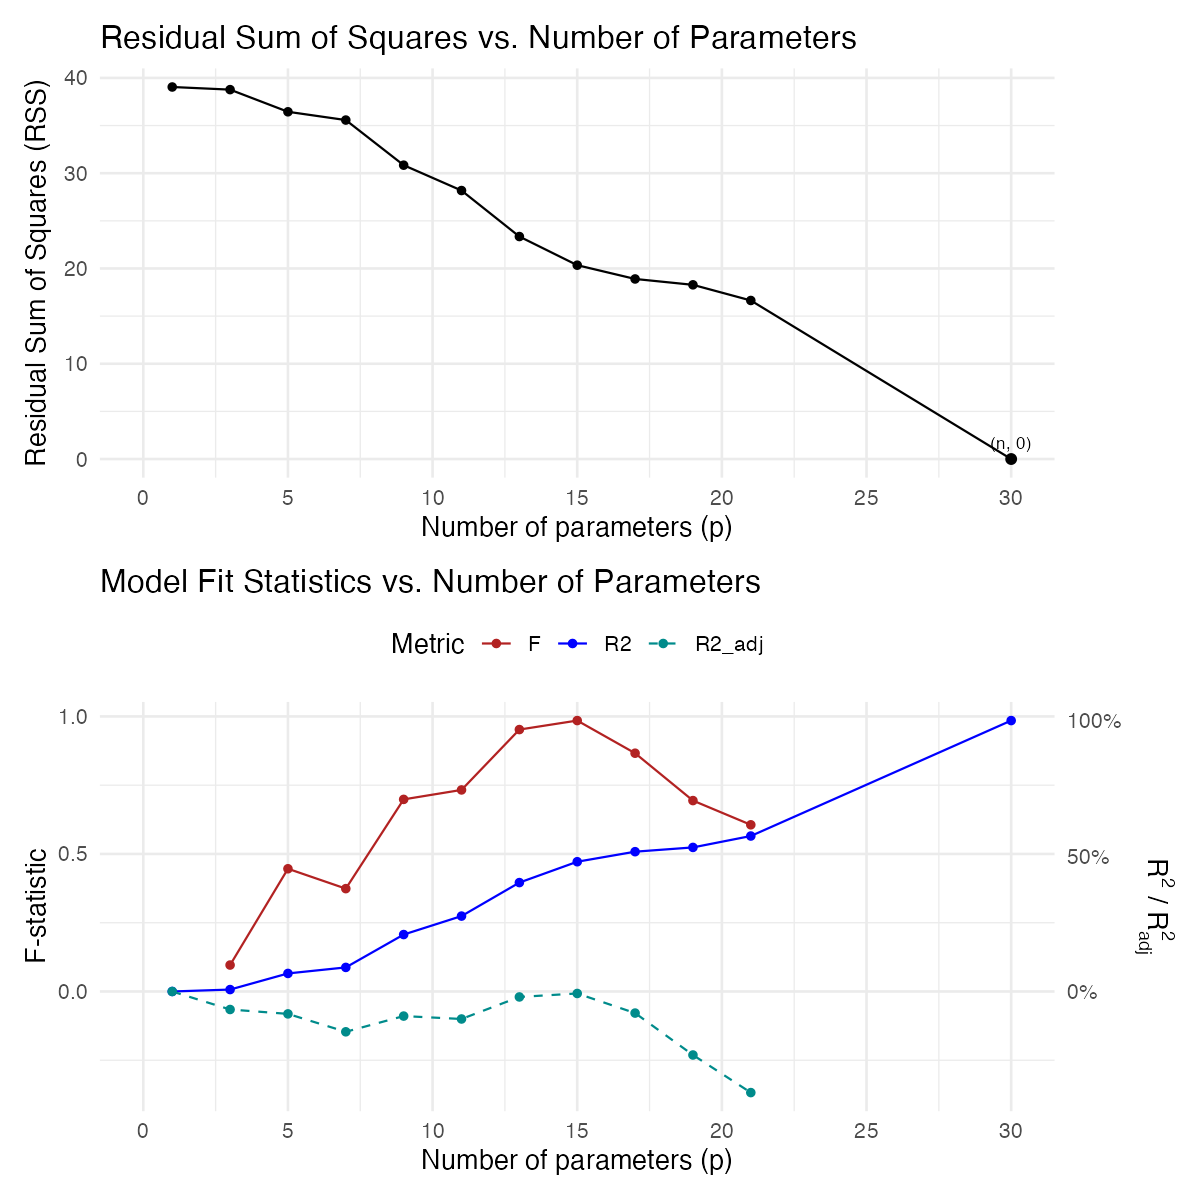 Residual Sum of Squares vs. Number of Parameters
Residual Sum of Squares (RSS)
40
30
20
10
0
(n, 0)
0 5 10 15 20 25 30
Number of parameters (p)
Model Fit Statistics vs. Number of Parameters
Metric F R2 R2_adj
F-statistic
1.0
0.5
0.0
100%
50%
0%
R² / R²adj
0 5 10 15 20 25 30
Number of parameters (p)